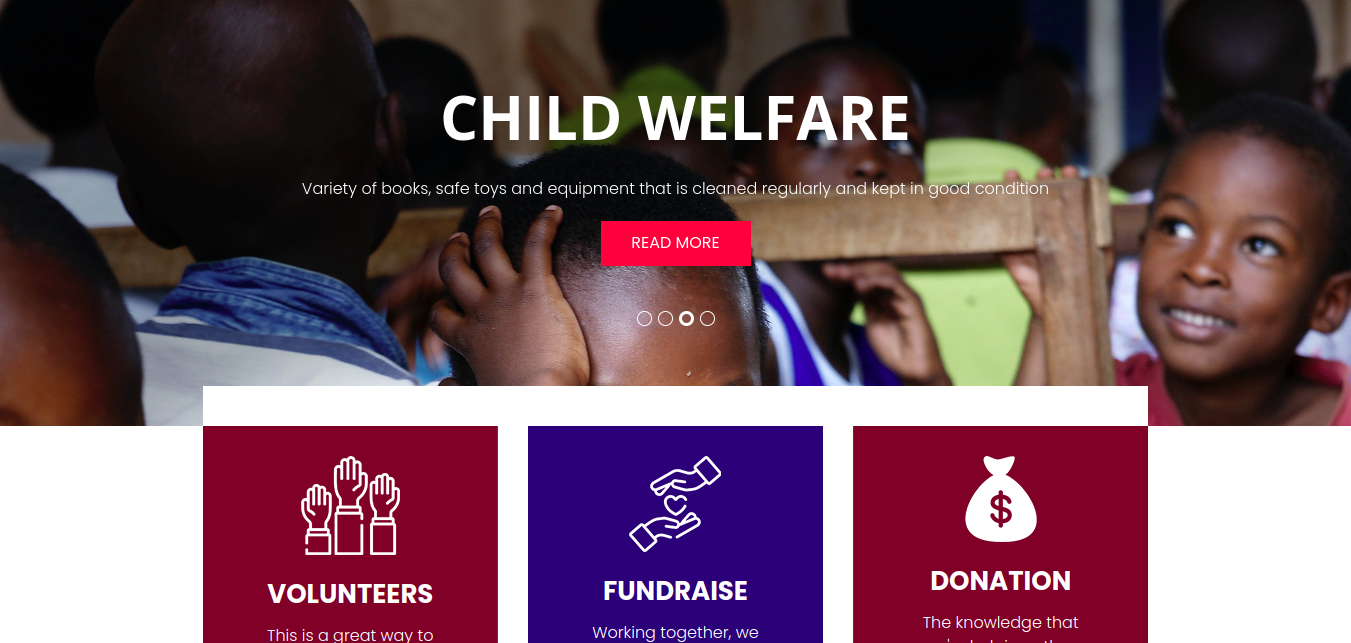 CHILD WELFARE
Variety of books, safe toys and equipment that is cleaned regularly and kept in good condition
READ MORE
$
VOLUNTEERS
This is a great way to
FUNDRAISE
Working together, we
DONATION
The knowledge that